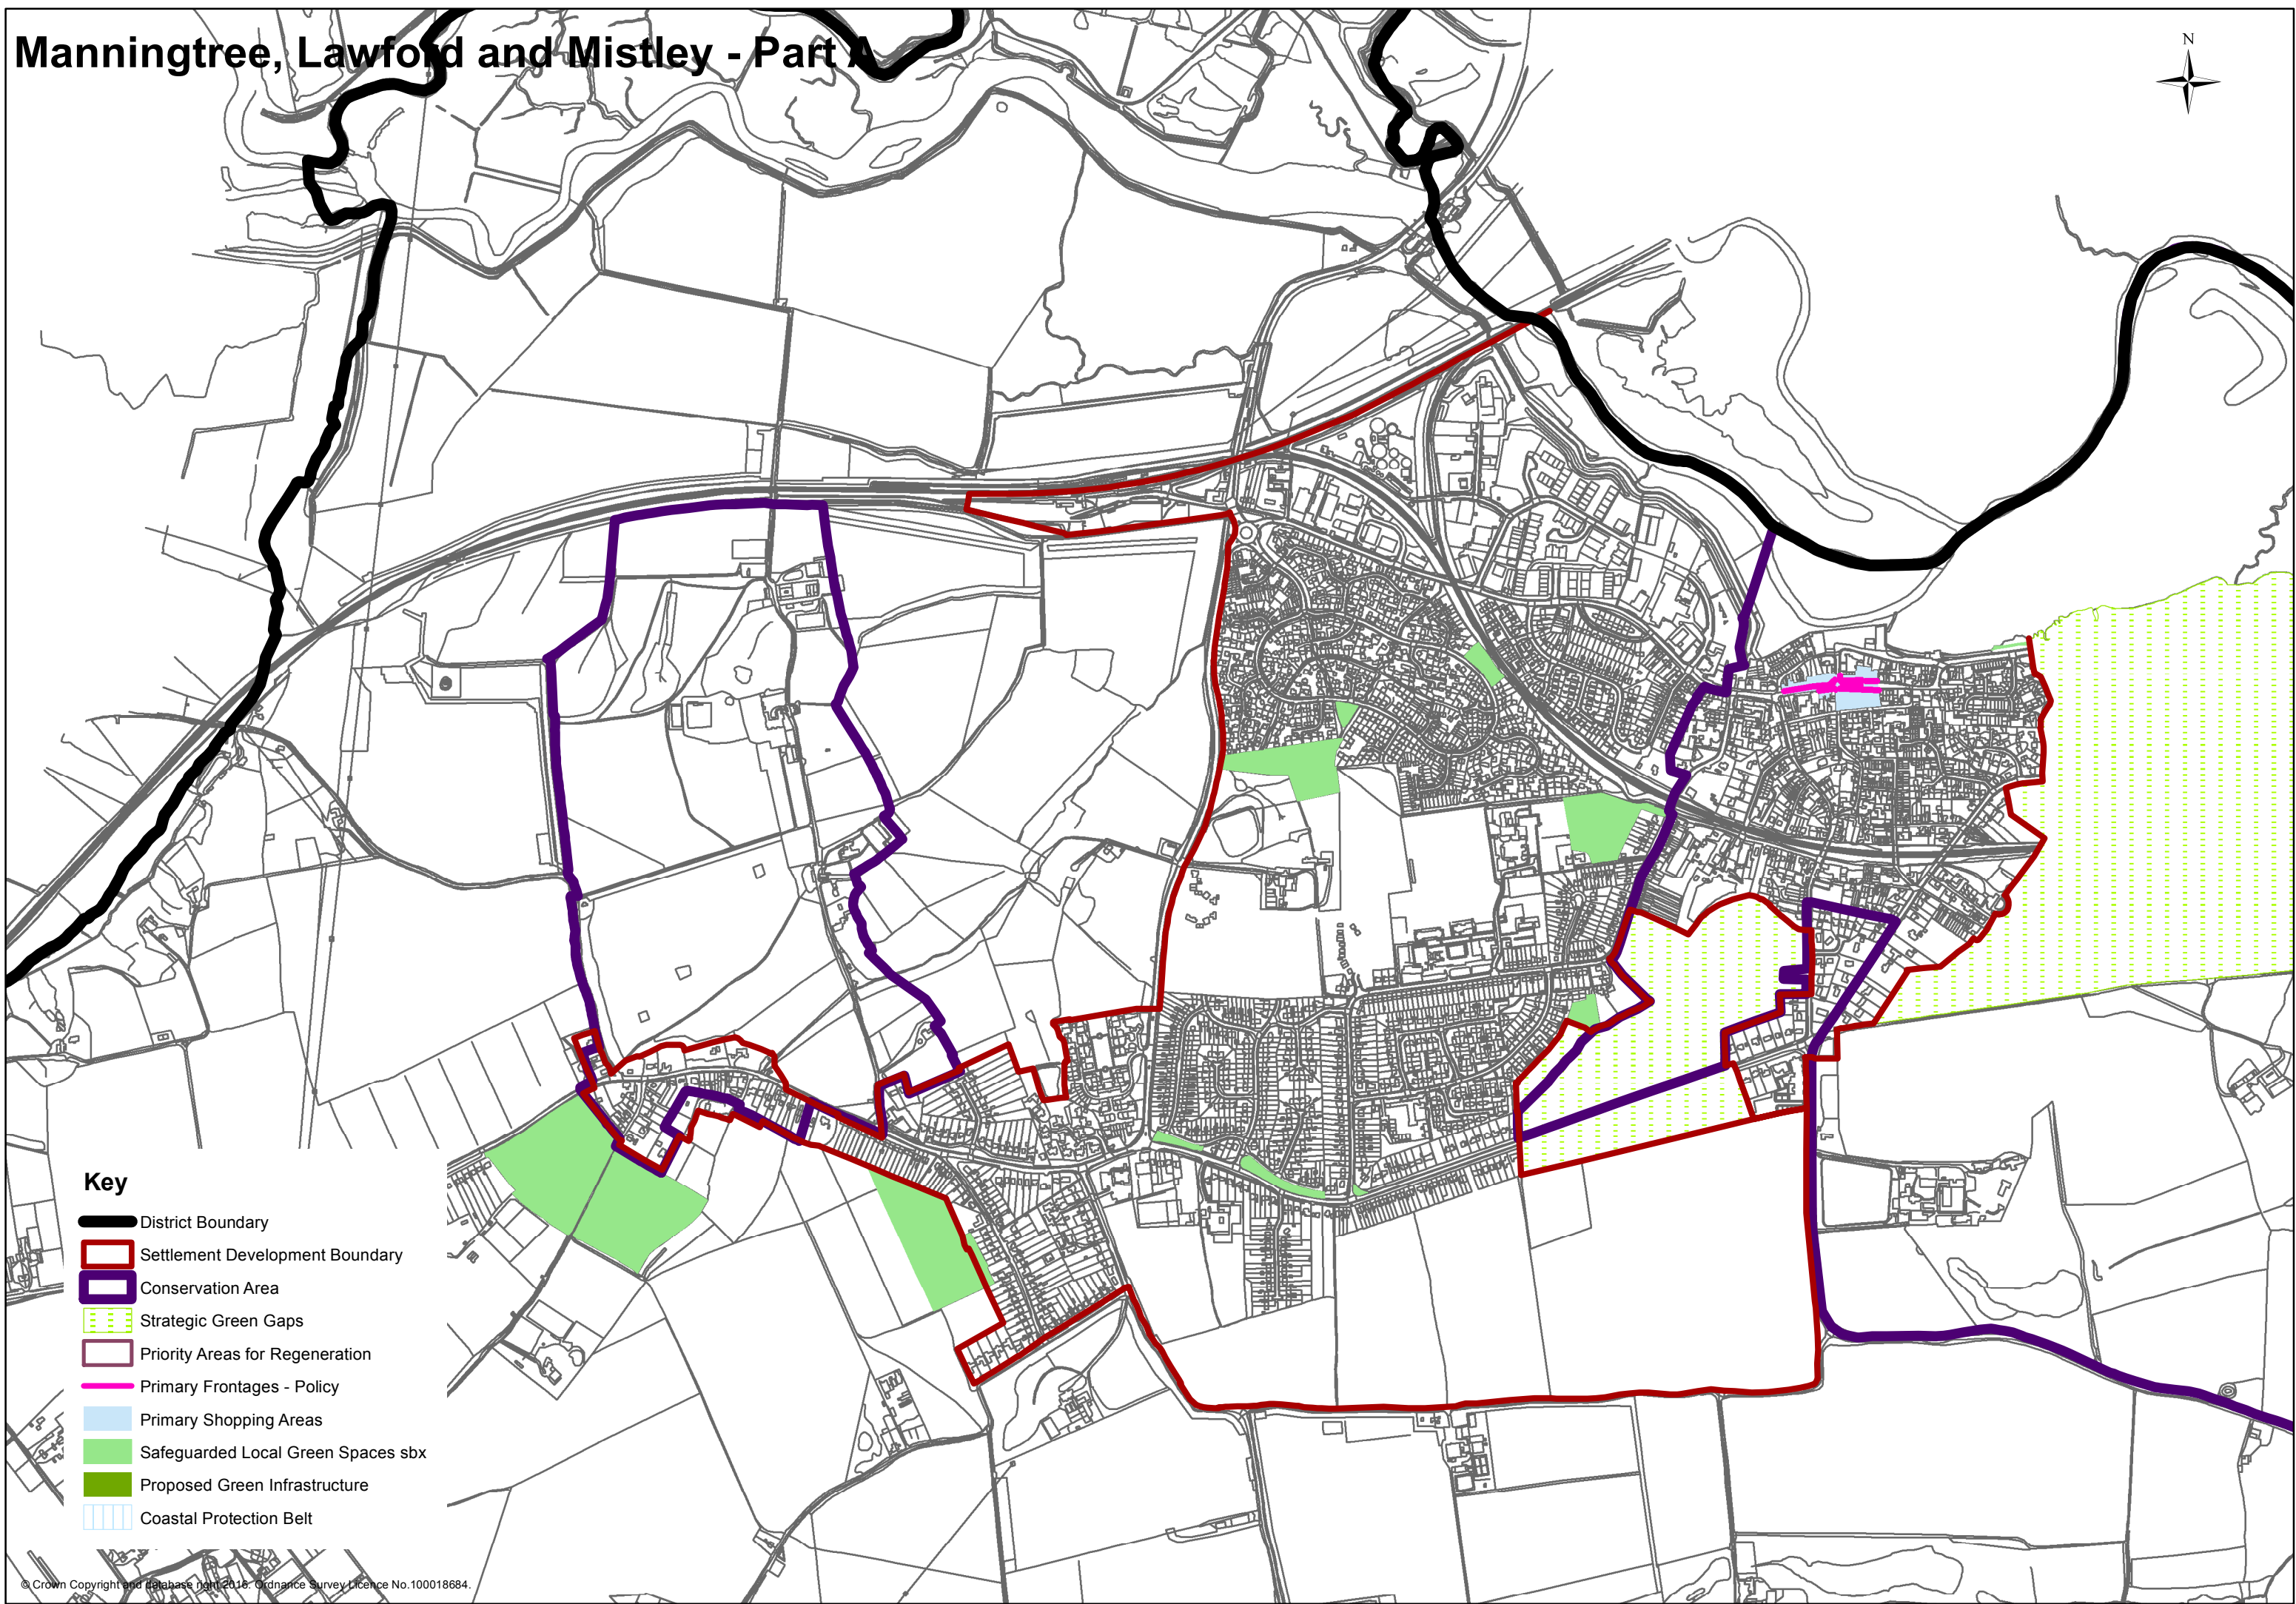 Manningtree, Lawford and Mistley - Part A
N
Key
District Boundary
Settlement Development Boundary
Conservation Area
Strategic Green Gaps
Priority Areas for Regeneration
Primary Frontages - Policy
Primary Shopping Areas
Safeguarded Local Green Spaces sbx
Proposed Green Infrastructure
Coastal Protection Belt
© Crown Copyright and database right 2016. Ordnance Survey Licence No.100018684.